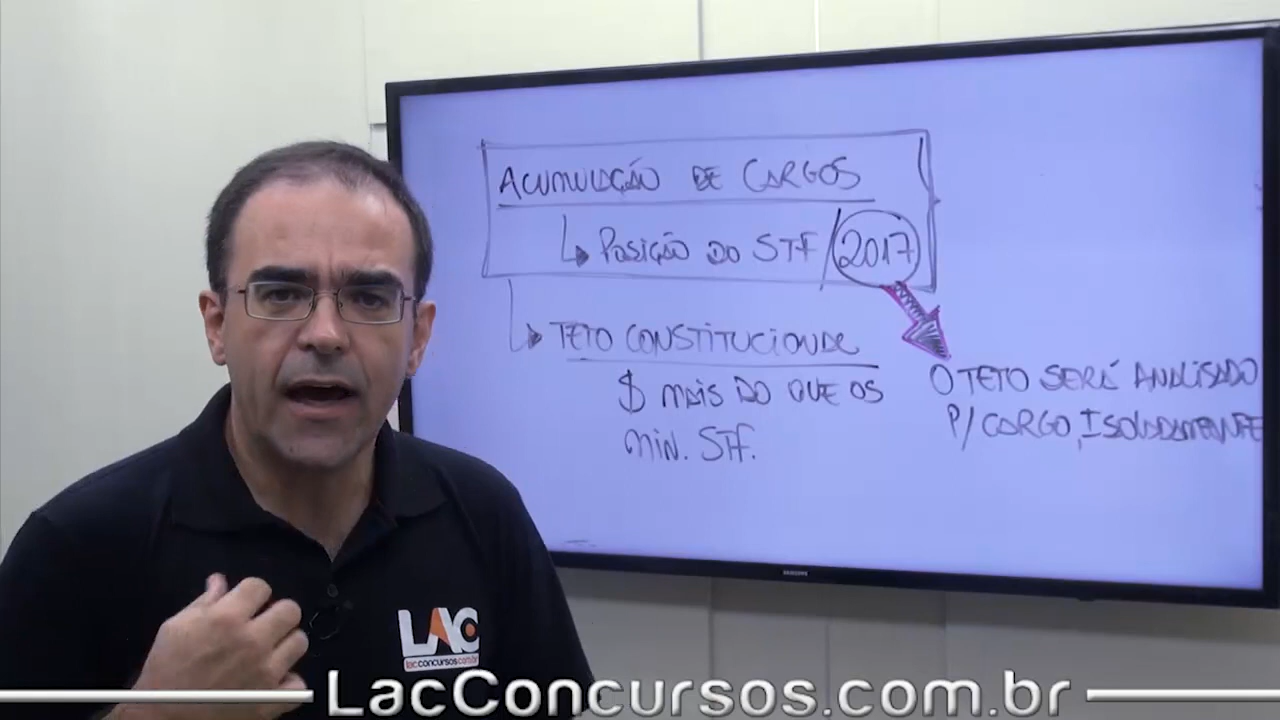 ACUMULAÇÃO DE CARGOS
POSIÇÃO DO STF/2017
TETO CONSTITUCIONAL
$ MAIS DO QUE OS
MIN. STF.
O TETO SERÁ ANALISADO
P/ CARGO, ISOLADAMENTE
SAMSUNG
LAC
lacconcursos.com.br
LacConcursos.com.br